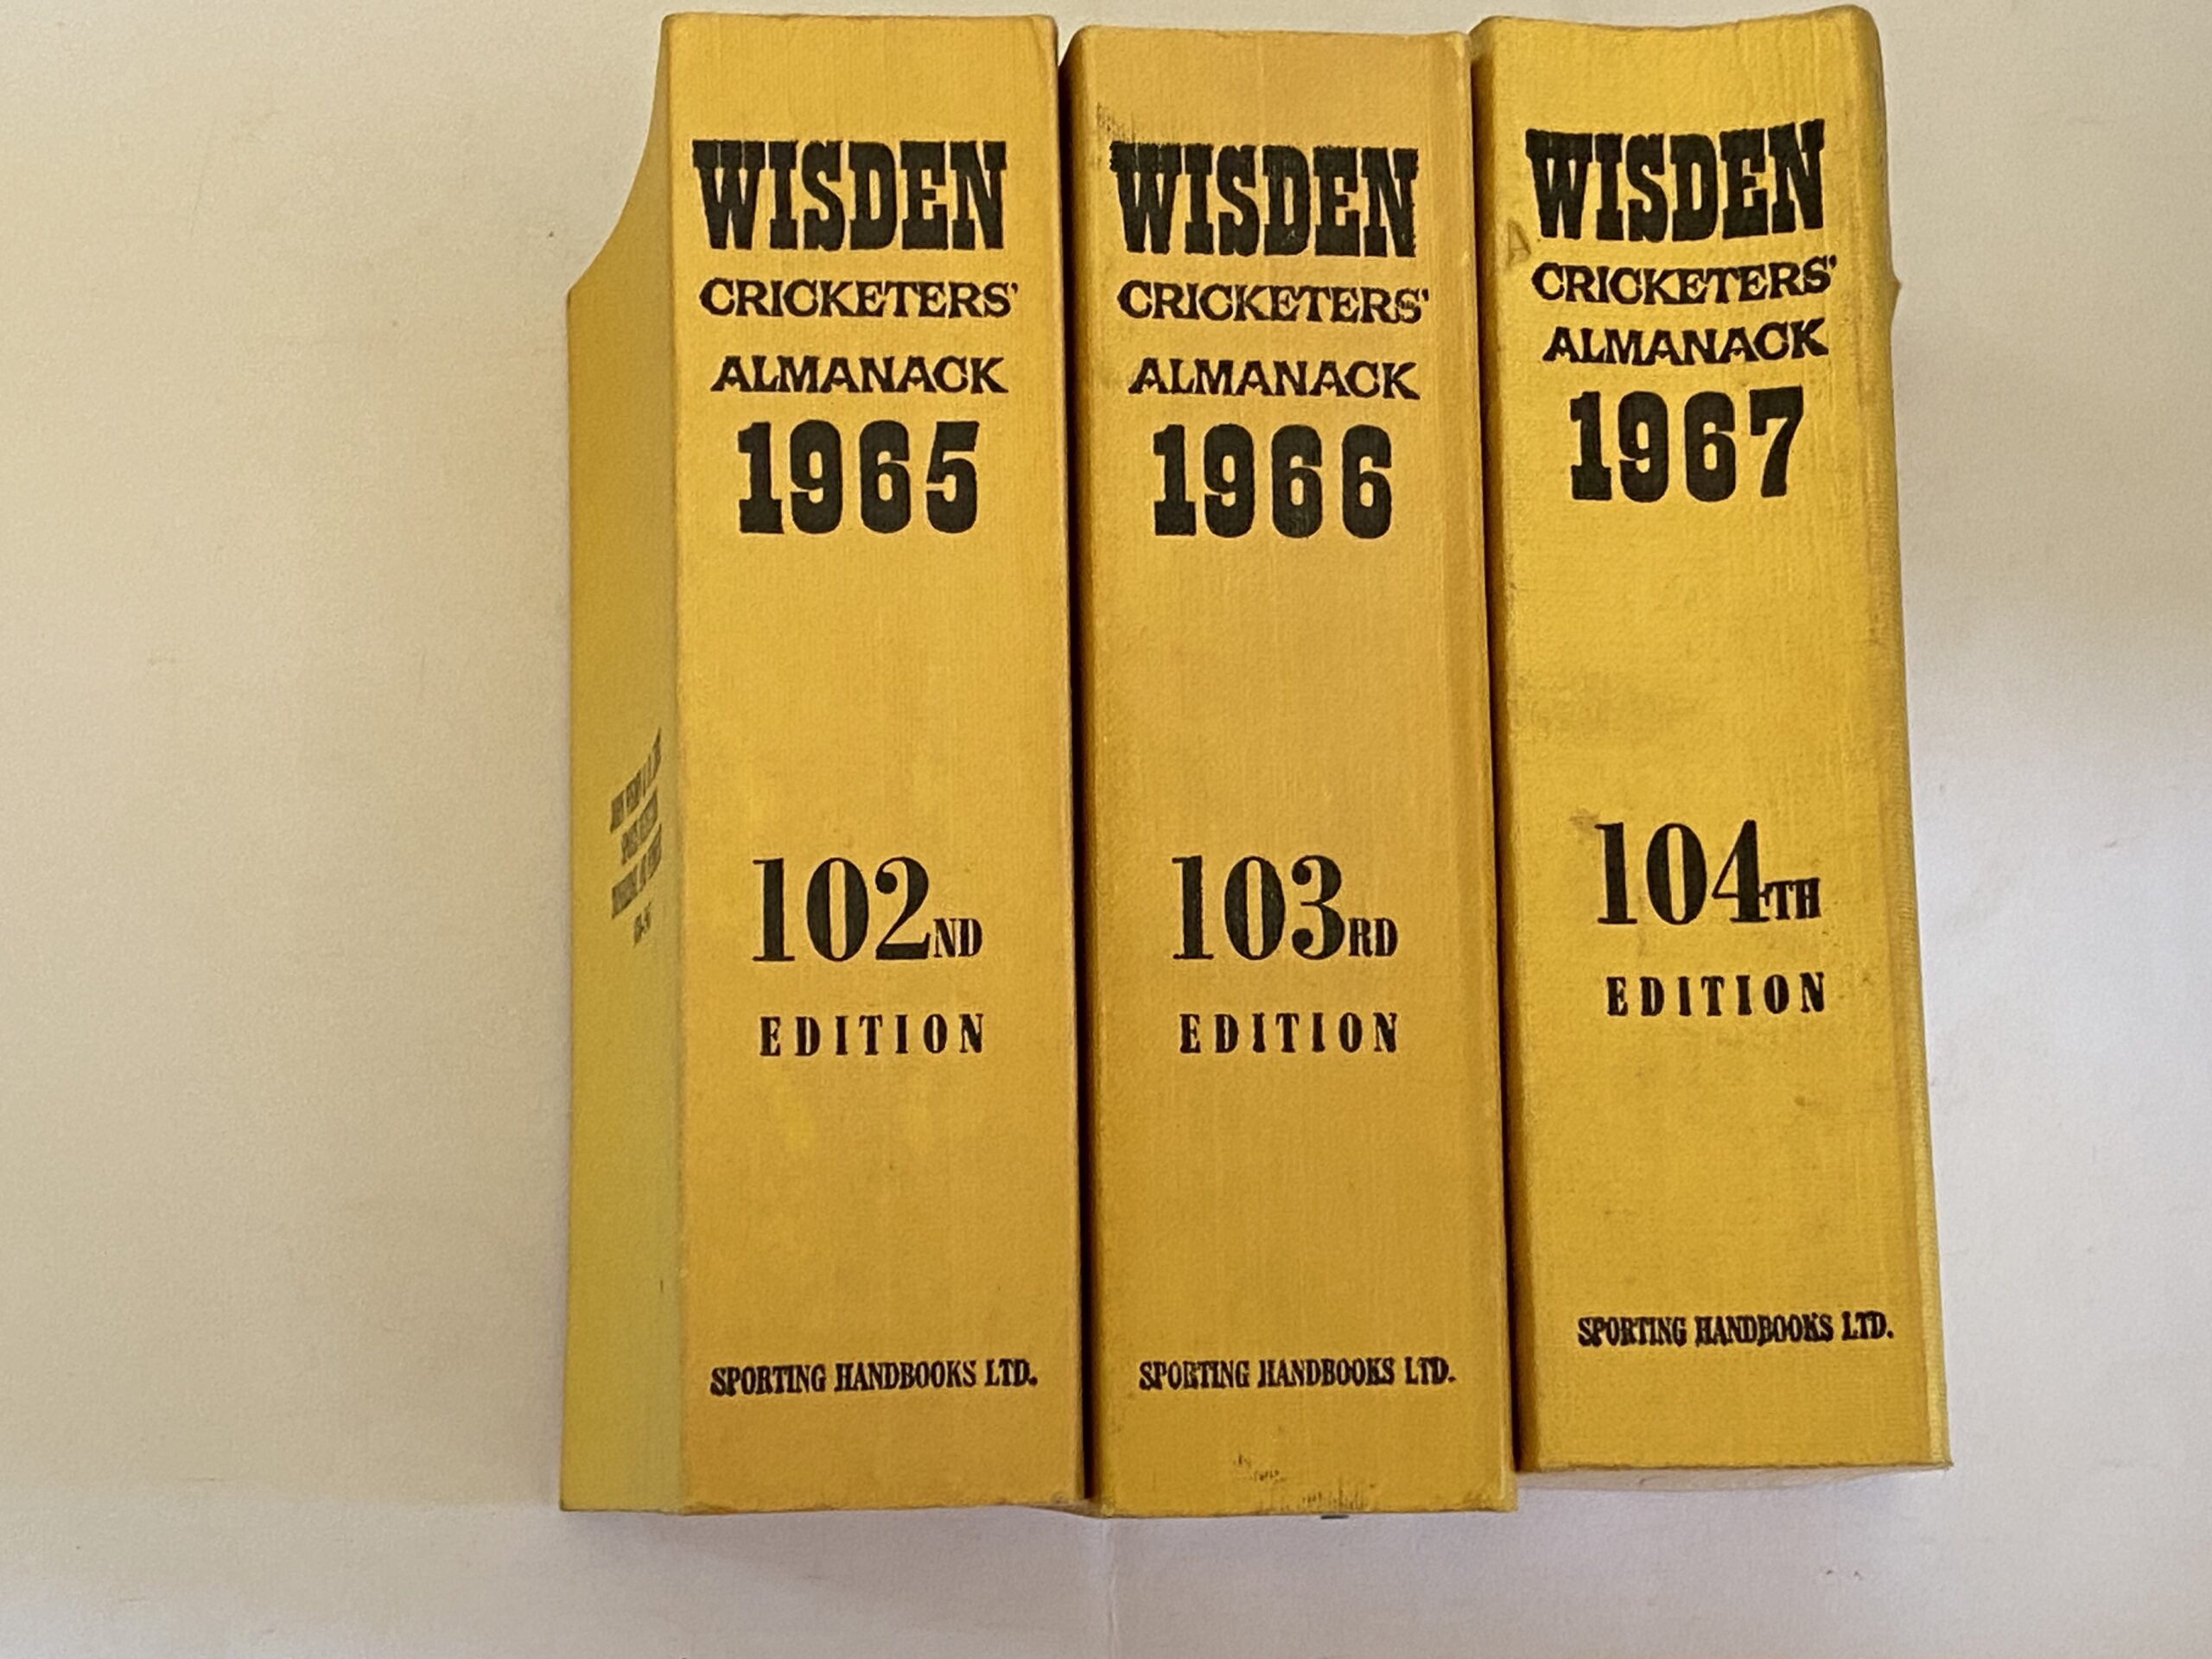 WISDEN
CRICKETERS'
ALMANACK
1965
102ND
EDITION
SPORTING HANDBOOKS LTD.
WISDEN
CRICKETERS'
ALMANACK
1966
103RD
EDITION
SPORTING HANDBOOKS LTD.
WISDEN
CRICKETERS'
ALMANACK
1967
104TH
EDITION
SPORTING HANDBOOKS LTD.